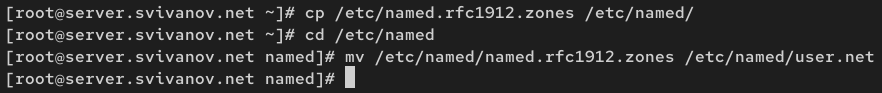 [root@server.svivanov.net ~]# cp /etc/named.rfc1912.zones /etc/named/
[root@server.svivanov.net ~]# cd /etc/named
[root@server.svivanov.net named]# mv /etc/named/named.rfc1912.zones /etc/named/user.net
[root@server.svivanov.net named]#